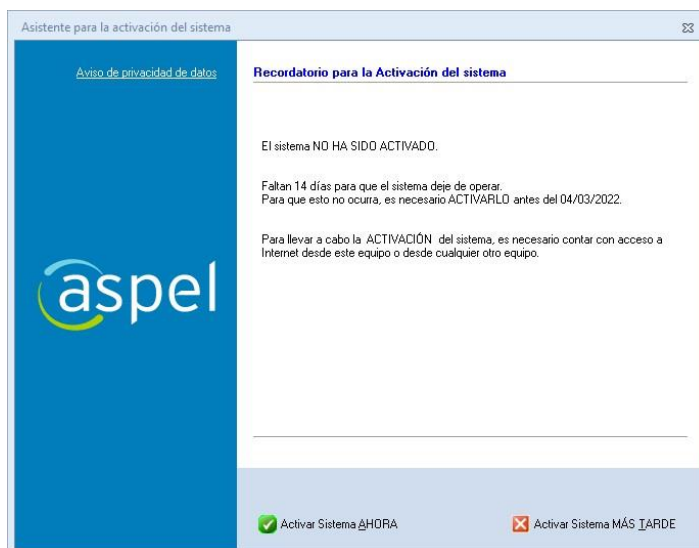 Asistente para la activación del sistema
Aviso de privacidad de datos
Recordatorio para la Activación del sistema
El sistema NO HA SIDO ACTIVADO.
Faltan 14 días para que el sistema deje de operar.
Para que esto no ocurra, es necesario ACTIVARLO antes del 04/03/2022.
Para llevar a cabo la ACTIVACIÓN del sistema, es necesario contar con acceso a
Internet desde este equipo o desde cualquier otro equipo.
aspel
Activar Sistema AHORA
Activar Sistema MÁS TARDE